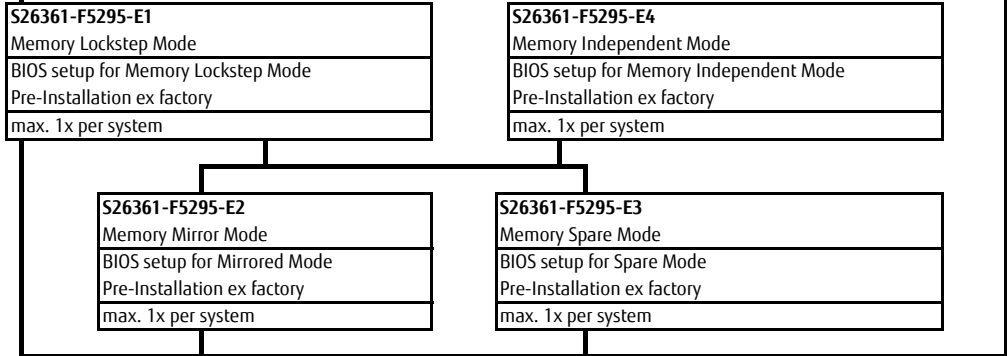 S26361-F5295-E1
Memory Lockstep Mode
BIOS setup for Memory Lockstep Mode
Pre-Installation ex factory
max. 1x per system
S26361-F5295-E4
Memory Independent Mode
BIOS setup for Memory Independent Mode
Pre-Installation ex factory
max. 1x per system
S26361-F5295-E2
Memory Mirror Mode
BIOS setup for Mirrored Mode
Pre-Installation ex factory
max. 1x per system
S26361-F5295-E3
Memory Spare Mode
BIOS setup for Spare Mode
Pre-Installation ex factory
max. 1x per system